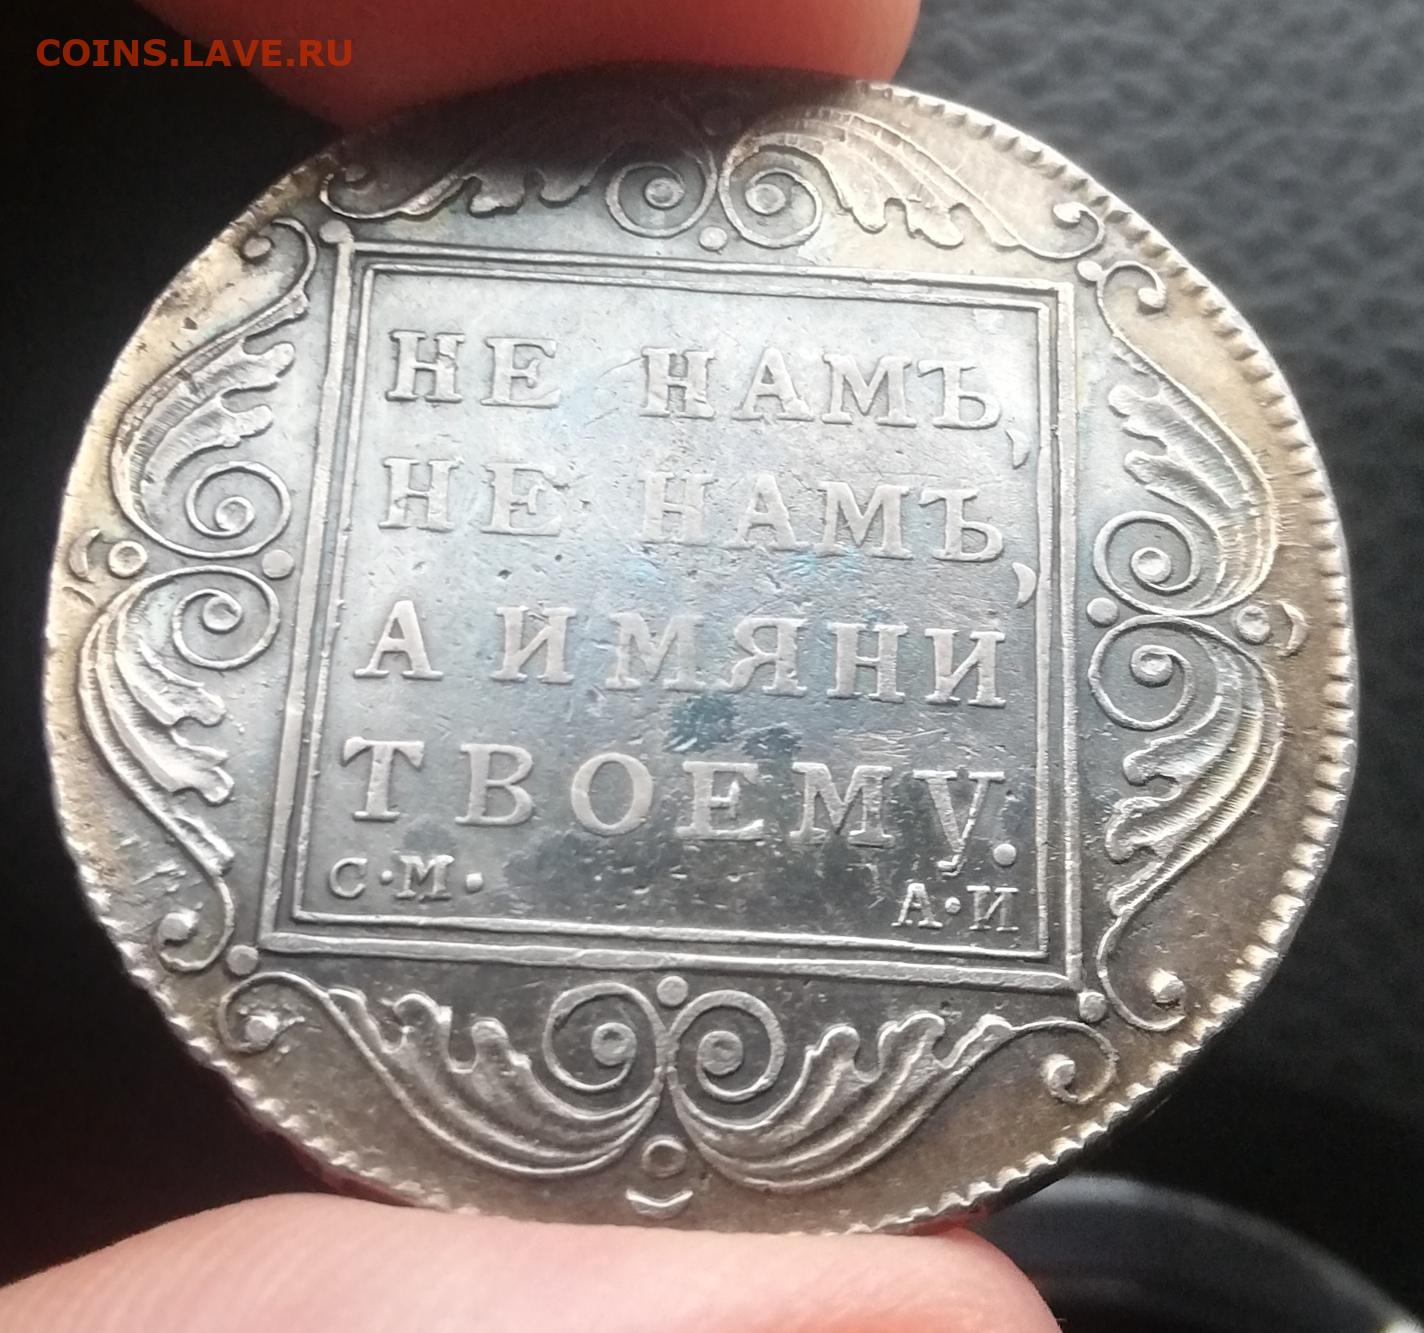 COINS.LAVE.RU
НЕ НАМЪ,
НЕ НАМЪ,
А ИМЯНИ
ТВОЕМУ.
С·М· А·И